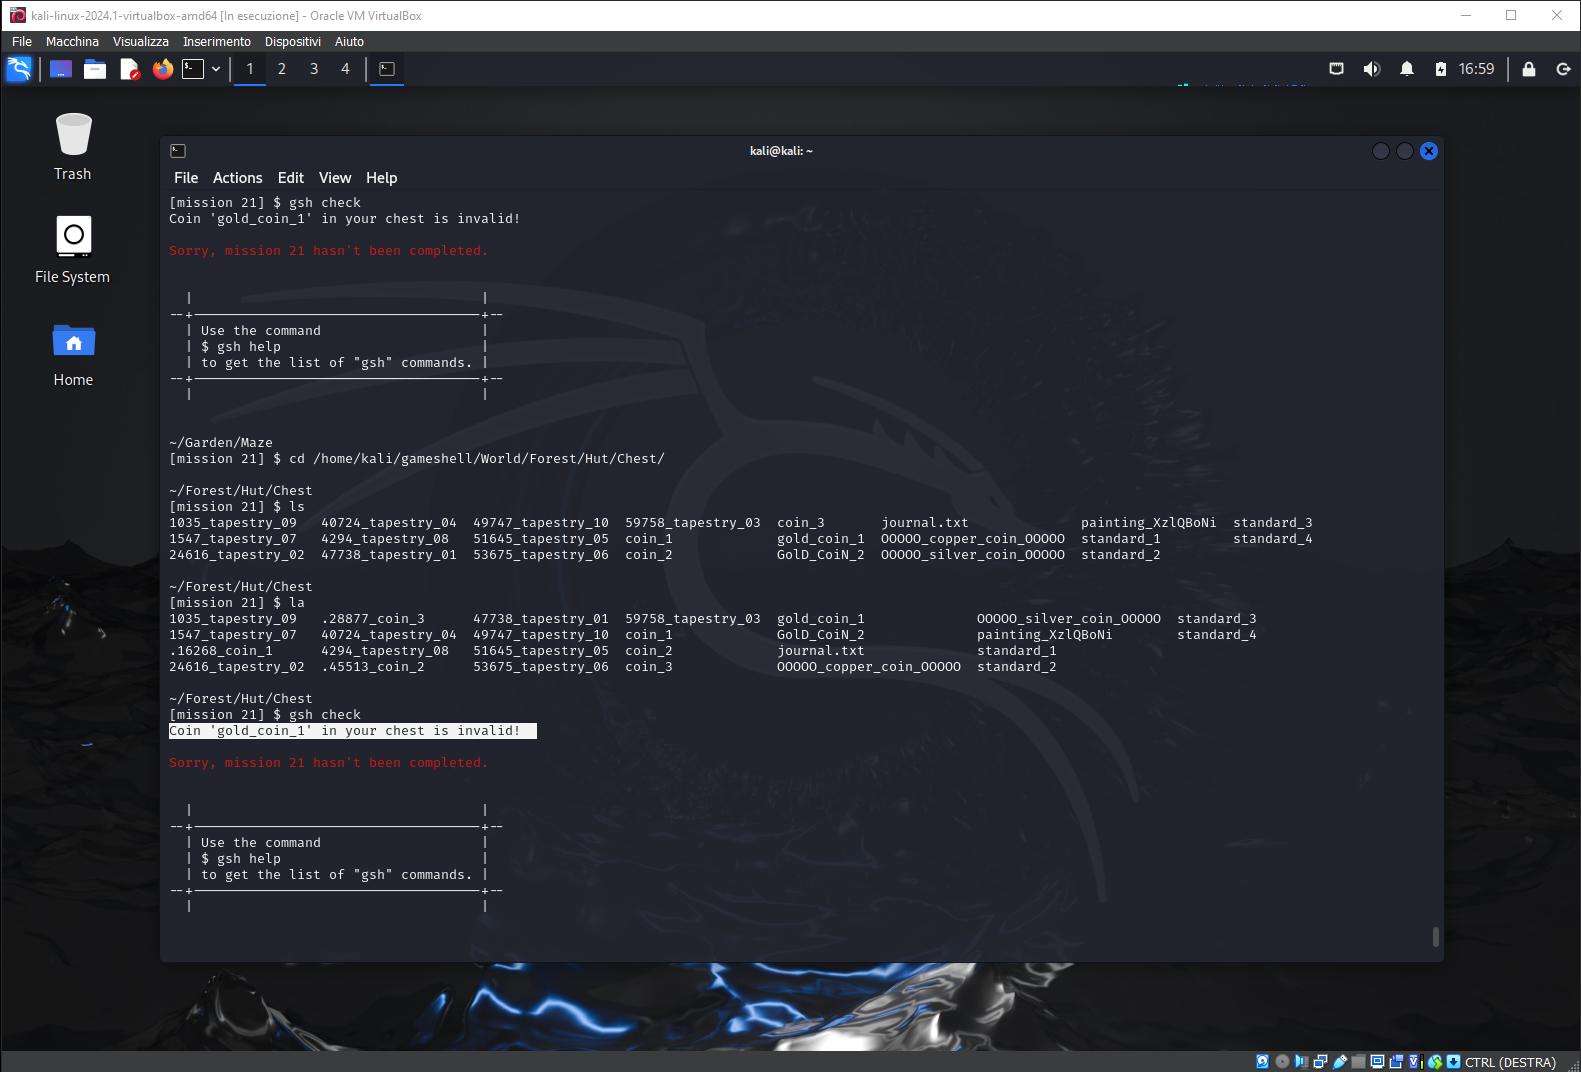 kali-linux-2024.1-virtualbox-amd64 [In esecuzione] - Oracle VM VirtualBox
File Macchina Visualizza Inserimento Dispositivi Aiuto
1 2 3 4 16:59
Trash
File System
Home
kali@kali: ~
File Actions Edit View Help
[mission 21] $ gsh check
Coin 'gold_coin_1' in your chest is invalid!
Sorry, mission 21 hasn't been completed.
Use the command
$ gsh help
to get the list of "gsh" commands.
~/Garden/Maze
[mission 21] $ cd /home/kali/gameshell/World/Forest/Hut/Chest/
~/Forest/Hut/Chest
[mission 21] $ ls
1035_tapestry_09 40724_tapestry_04 49747_tapestry_10 59758_tapestry_03 coin_3 journal.txt painting_XzlQBoNi standard_3
1547_tapestry_07 4294_tapestry_08 51645_tapestry_05 coin_1 gold_coin_1 OOOOO_copper_coin_OOOOO standard_1 standard_4
24616_tapestry_02 47738_tapestry_01 53675_tapestry_06 coin_2 GolD_CoiN_2 OOOOO_silver_coin_OOOOO standard_2
~/Forest/Hut/Chest
[mission 21] $ la
1035_tapestry_09 .28877_coin_3 47738_tapestry_01 59758_tapestry_03 gold_coin_1 OOOOO_silver_coin_OOOOO standard_3
1547_tapestry_07 40724_tapestry_04 49747_tapestry_10 coin_1 GolD_CoiN_2 painting_XzlQBoNi standard_4
.16268_coin_1 4294_tapestry_08 51645_tapestry_05 coin_2 journal.txt standard_1
24616_tapestry_02 .45513_coin_2 53675_tapestry_06 coin_3 OOOOO_copper_coin_OOOOO standard_2
~/Forest/Hut/Chest
[mission 21] $ gsh check
Coin 'gold_coin_1' in your chest is invalid!
Sorry, mission 21 hasn't been completed.
Use the command
$ gsh help
to get the list of "gsh" commands.
CTRL (DESTRA)